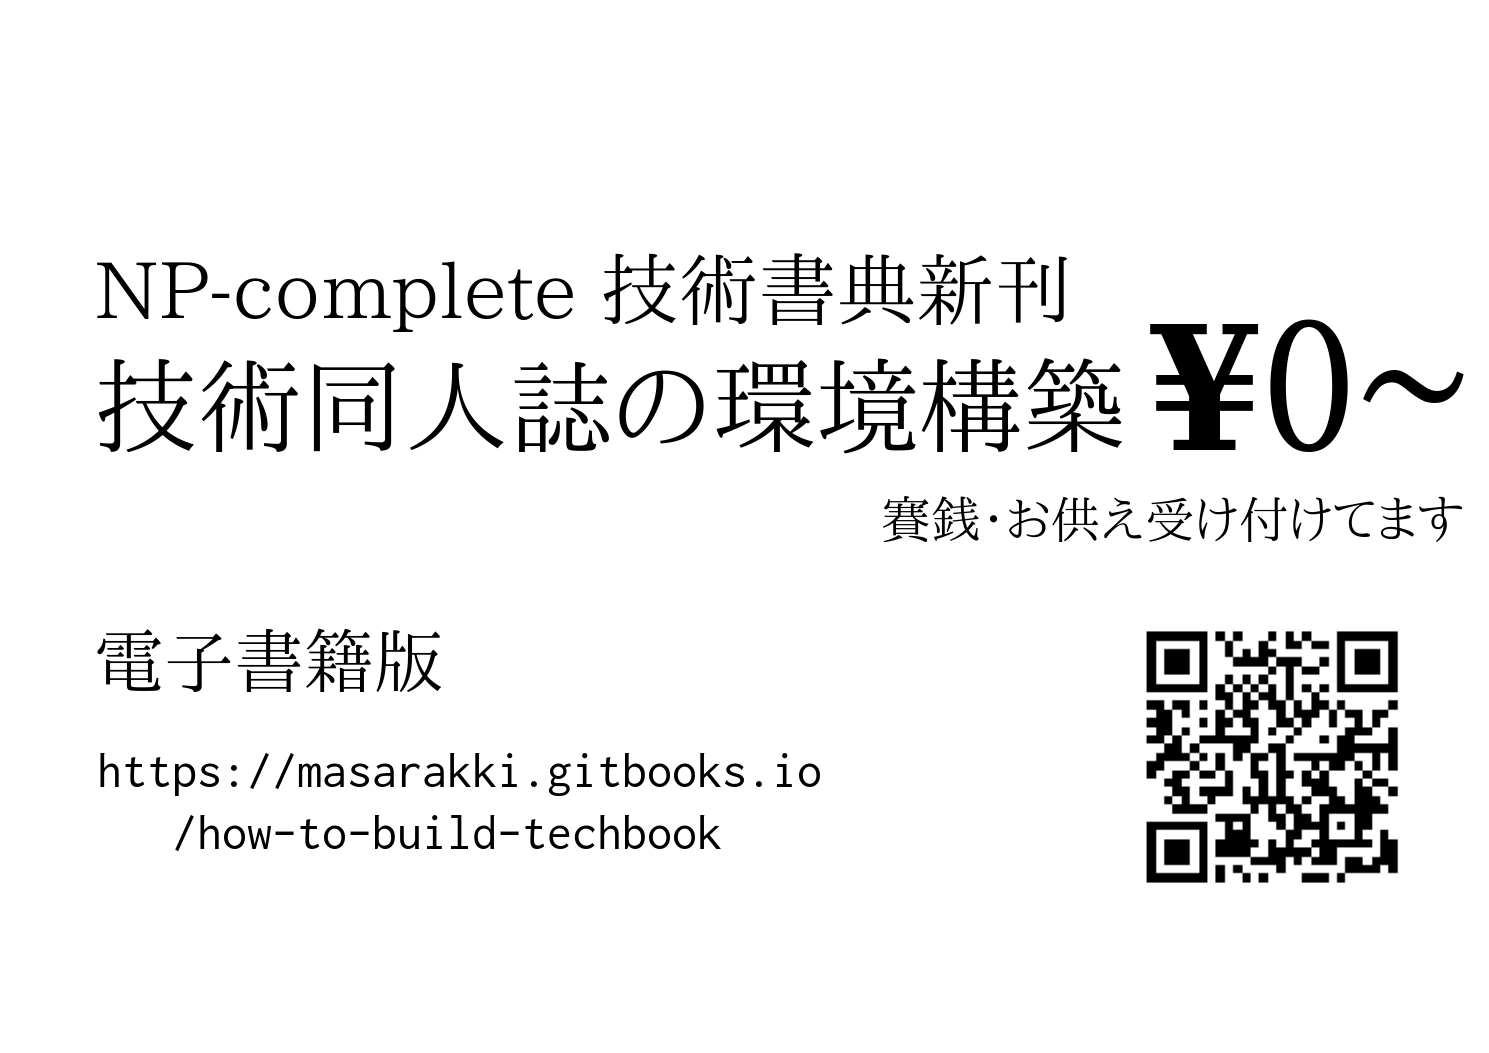 NP-complete 技術書典新刊
技術同人誌の環境構築 ¥0~
賽銭・お供え受け付けてます
電子書籍版
https://masarakki.gitbooks.io
/how-to-build-techbook